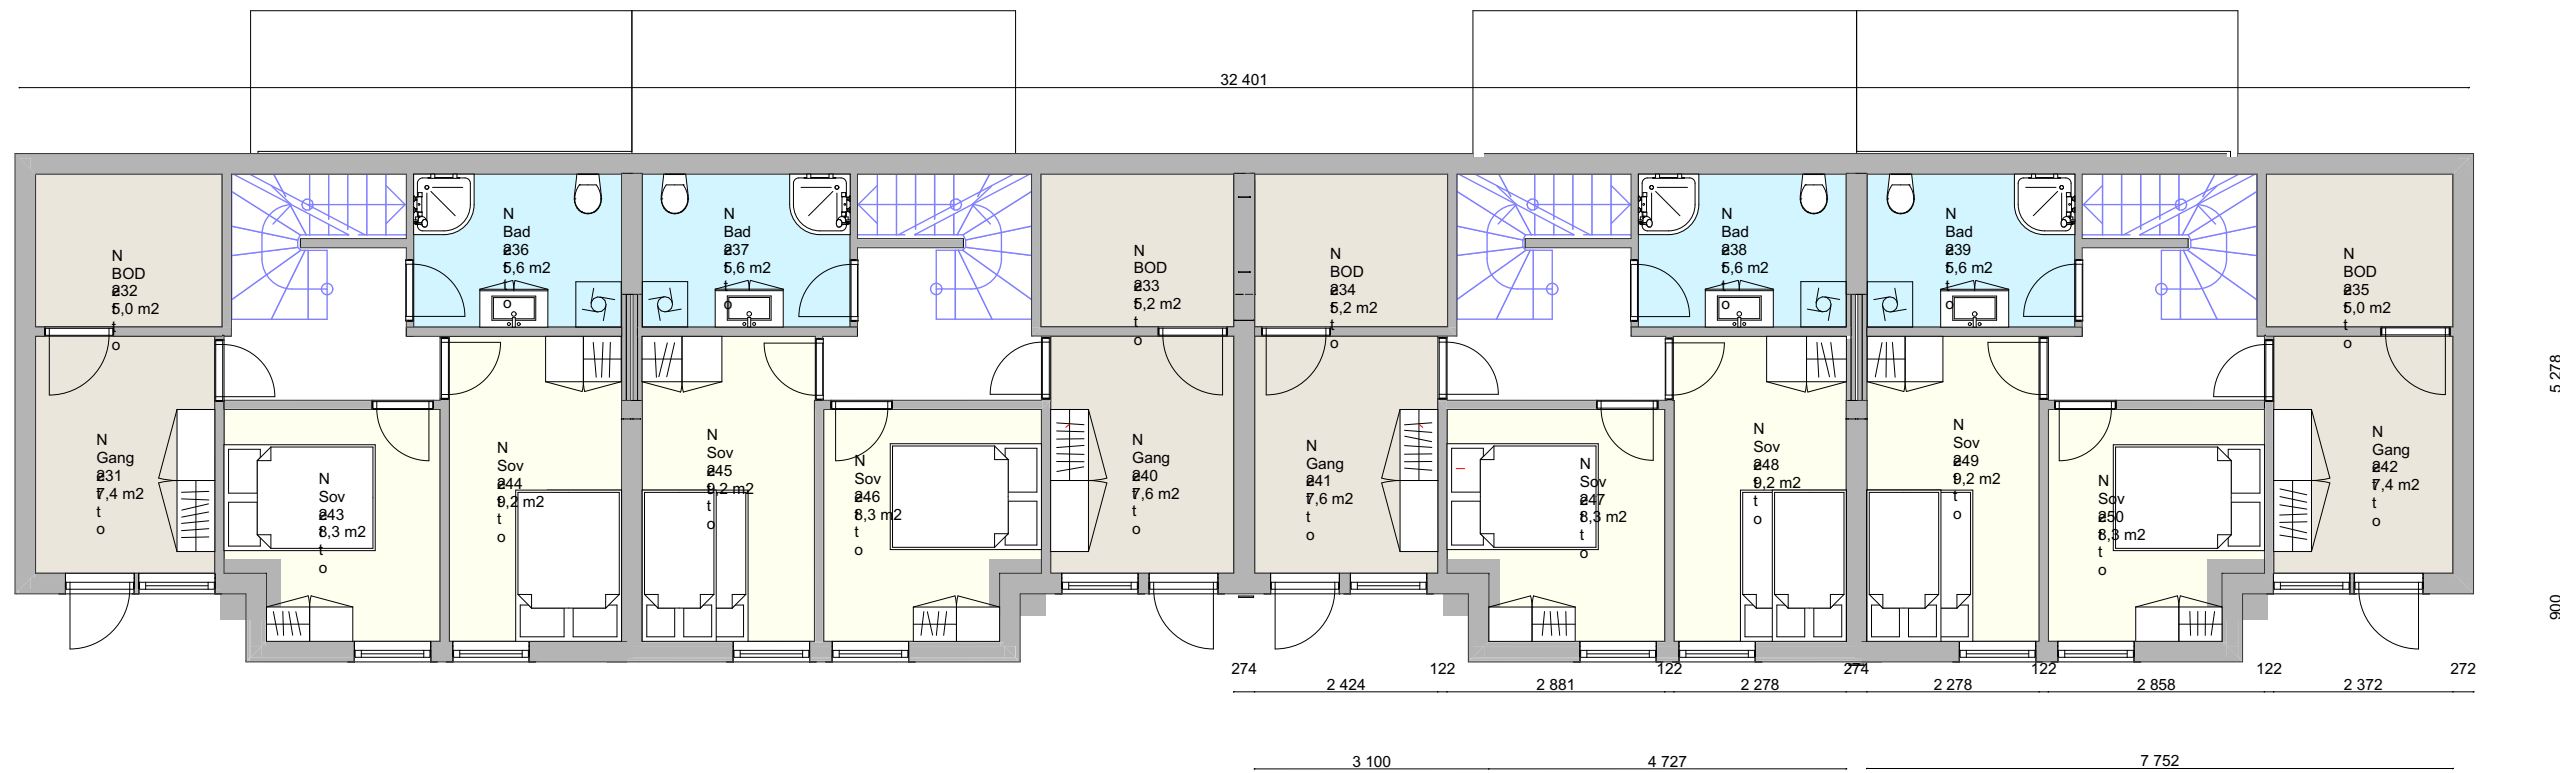 32 401
N
Bad
236
5,6 m2
e
t
t
o
N
Bad
237
5,6 m2
e
t
t
o
N
Bad
238
5,6 m2
e
t
t
o
N
Bad
239
5,6 m2
e
t
t
o
N
BOD
232
5,0 m2
e
t
t
o
N
BOD
233
5,2 m2
e
t
t
o
N
BOD
234
5,2 m2
e
t
t
o
N
BOD
235
5,0 m2
e
t
t
o
5 278
N
Gang
231
7,4 m2
e
t
t
o
N
Sov
243
8,3 m2
e
t
t
o
N
Sov
244
9,2 m2
e
t
t
o
N
Sov
245
9,2 m2
e
t
t
o
N
Sov
246
8,3 m2
e
t
t
o
N
Gang
240
7,6 m2
e
t
t
o
N
Gang
241
7,6 m2
e
t
t
o
N
Sov
247
8,3 m2
e
t
t
o
N
Sov
248
9,2 m2
e
t
t
o
N
Sov
249
9,2 m2
e
t
t
o
N
Sov
250
8,3 m2
e
t
t
o
N
Gang
242
7,4 m2
e
t
t
o
900
274 122 122 274 122 122 272
2 424 2 881 2 278 2 278 2 858 2 372
3 100 4 727 7 752